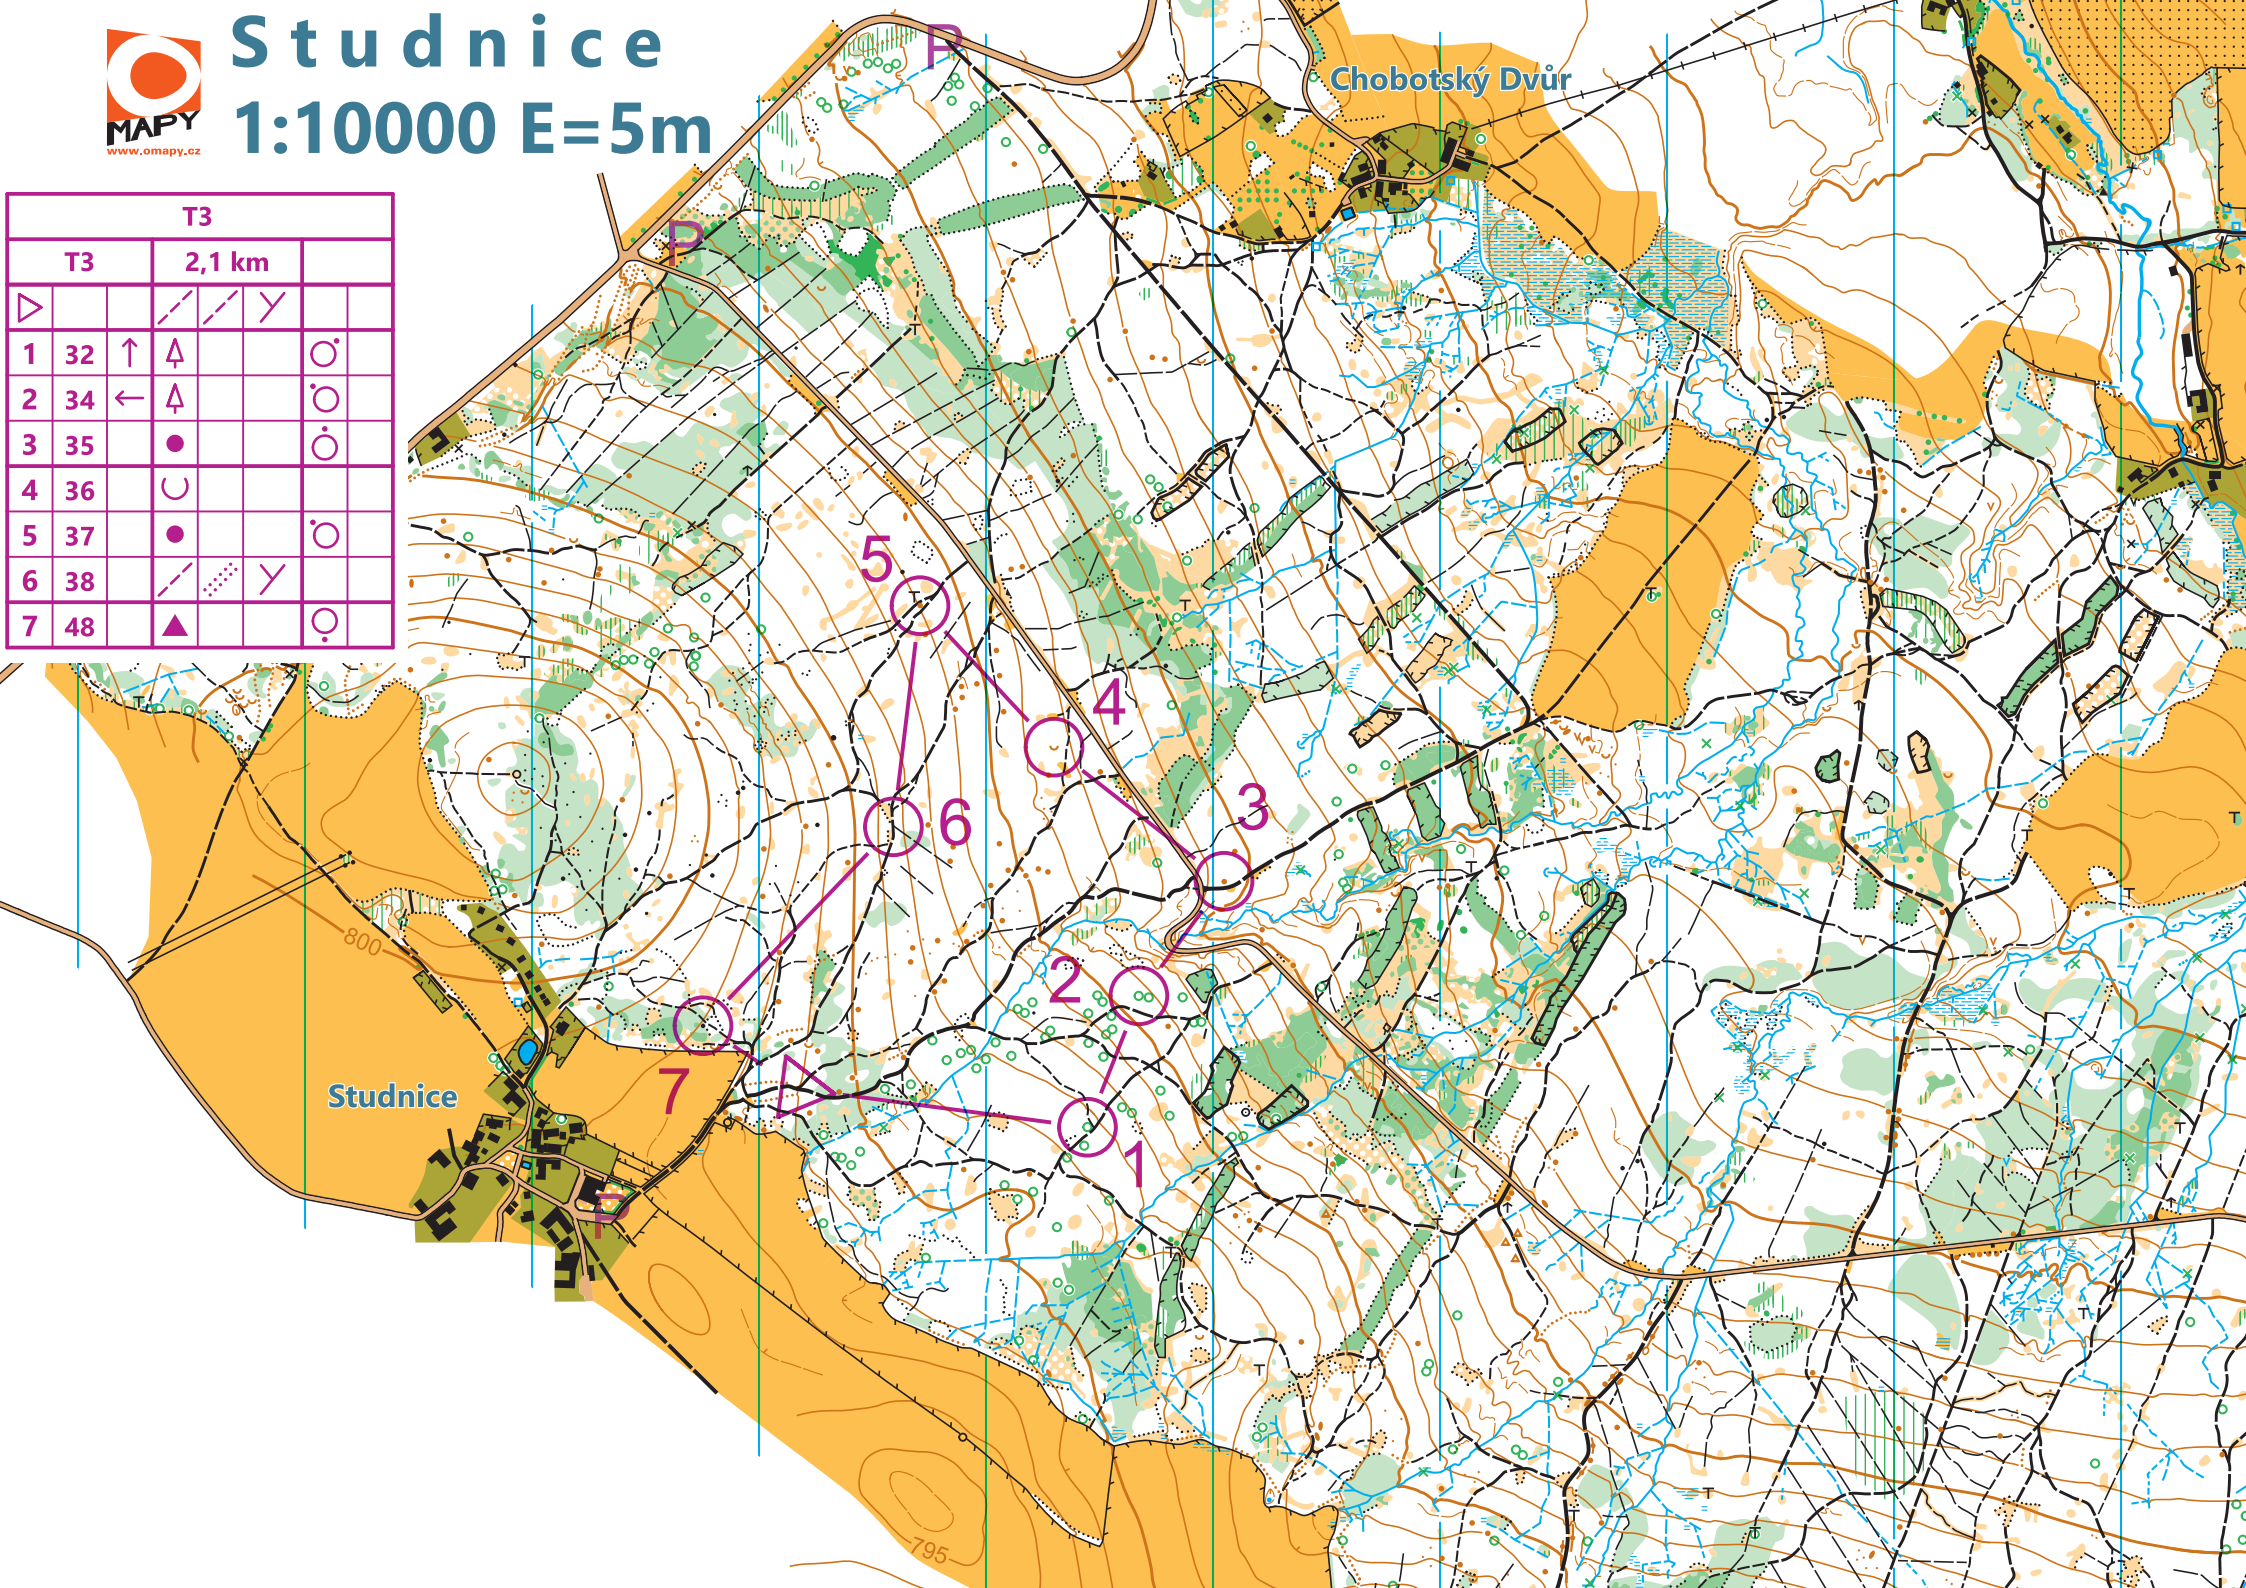 Studnice
1:10000 E=5m
MAPY
www.omapy.cz
T3
T3 2,1 km
1 32
2 34
3 35
4 36
5 37
6 38
7 48
P
P
Chobotský Dvůr
5
4
3
6
2
800
7
Studnice
1
P
795